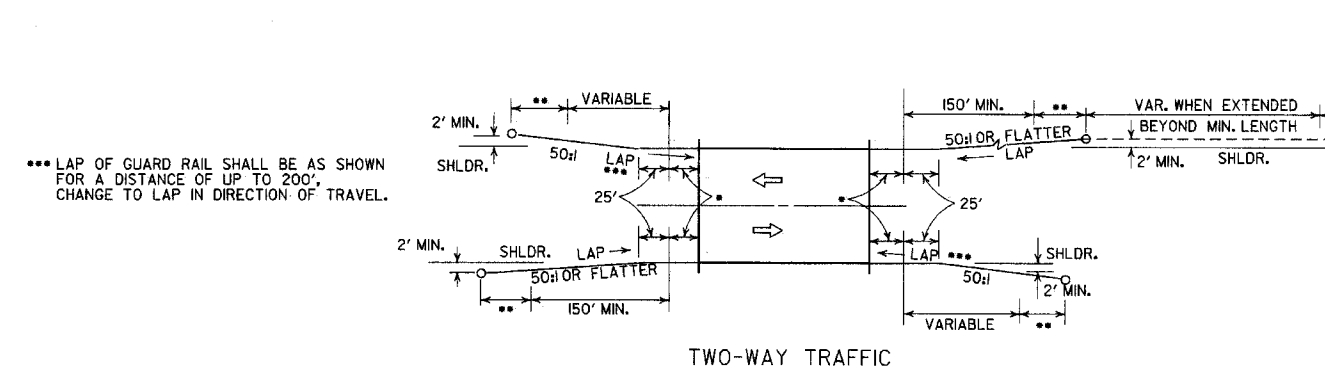 ** VARIABLE
150' MIN. ** VAR. WHEN EXTENDED
2' MIN.
50:1 OR FLATTER BEYOND MIN. LENGTH
SHLDR. 50:1 LAP LAP 2' MIN. SHLDR.
*** LAP OF GUARD RAIL SHALL BE AS SHOWN
FOR A DISTANCE OF UP TO 200',
CHANGE TO LAP IN DIRECTION OF TRAVEL.
***
25' * * 25'
2' MIN. SHLDR. LAP LAP *** SHLDR.
50:1 OR FLATTER 50:1 2' MIN.
** 150' MIN. VARIABLE **
TWO-WAY TRAFFIC